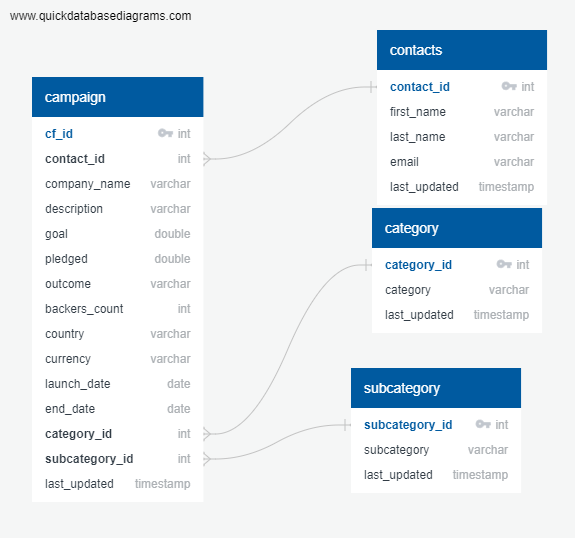 www.quickdatabasediagrams.com
campaign
cf_id int
contact_id int
company_name varchar
description varchar
goal double
pledged double
outcome varchar
backers_count int
country varchar
currency varchar
launch_date date
end_date date
category_id int
subcategory_id int
last_updated timestamp
contacts
contact_id int
first_name varchar
last_name varchar
email varchar
last_updated timestamp
category
category_id int
category varchar
last_updated timestamp
subcategory
subcategory_id int
subcategory varchar
last_updated timestamp